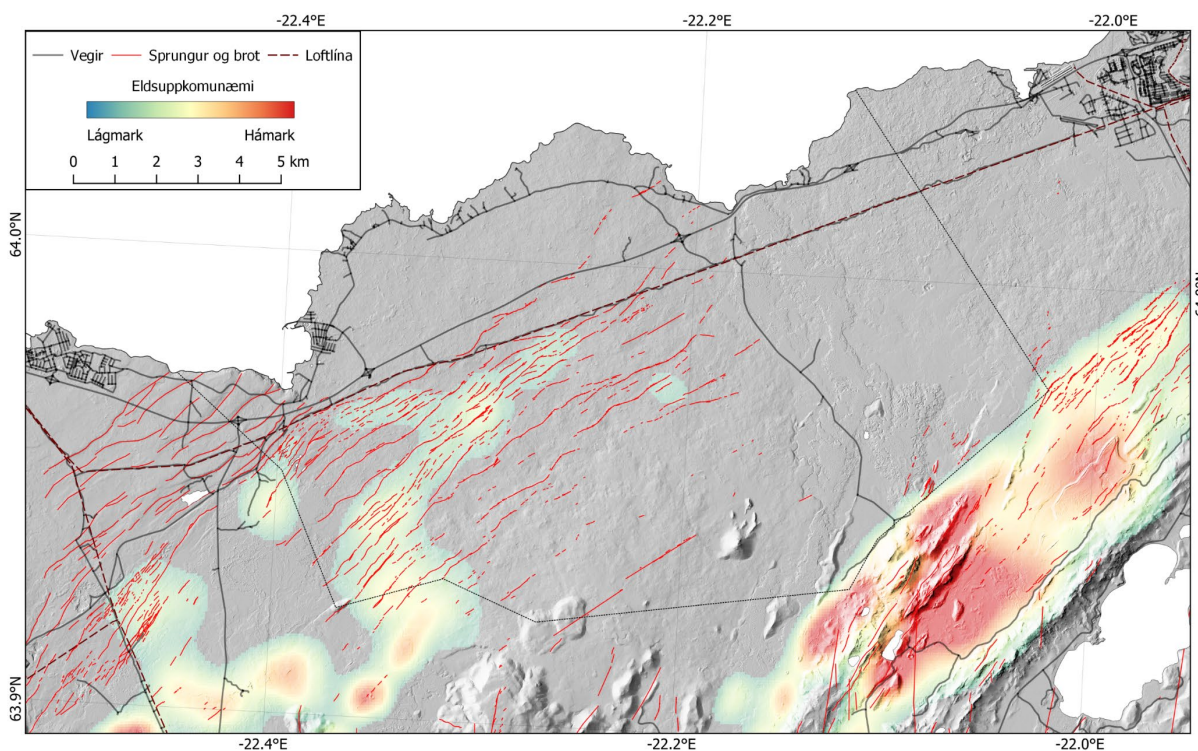 -22.4°E -22.2°E -22.0°E
Vegir Sprungur og brot Loftlína
Eldsuppkomunæmi
Lágmark Hámark
0 1 2 3 4 5 km
64.0°N
63.9°N
-22.4°E -22.2°E -22.0°E